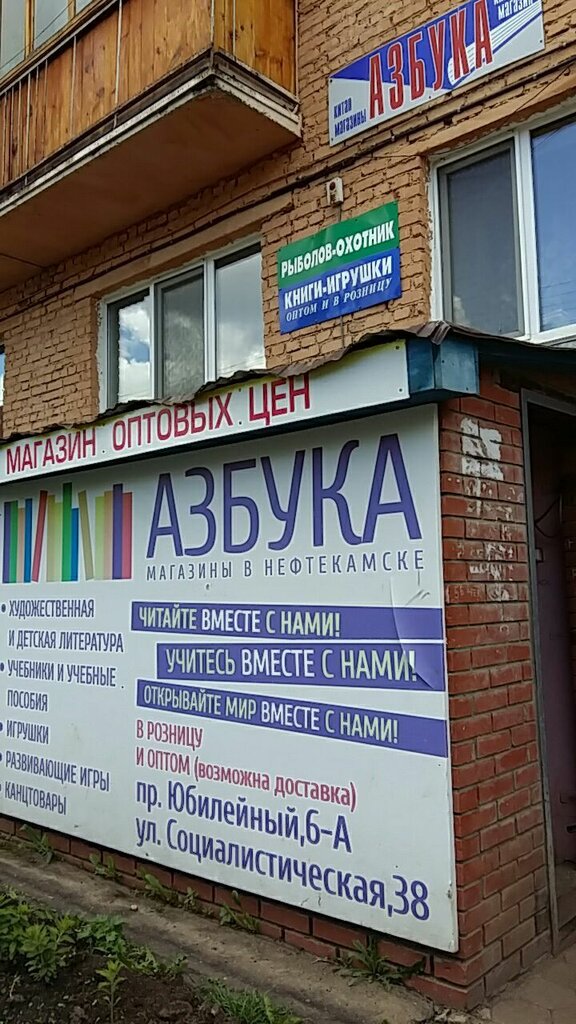 АЗБУКА
магазины
РЫБОЛОВ-ОХОТНИК
КНИГИ-ИГРУШКИ
ОПТОМ И В РОЗНИЦУ
МАГАЗИН ОПТОВЫХ ЦЕН
АЗБУКА
МАГАЗИНЫ В НЕФТЕКАМСКЕ
• ХУДОЖЕСТВЕННАЯ
И ДЕТСКАЯ ЛИТЕРАТУРА
• УЧЕБНИКИ И УЧЕБНЫЕ
ПОСОБИЯ
• ИГРУШКИ
• РАЗВИВАЮЩИЕ ИГРЫ
• КАНЦТОВАРЫ
ЧИТАЙТЕ ВМЕСТЕ С НАМИ!
УЧИТЕСЬ ВМЕСТЕ С НАМИ!
ОТКРЫВАЙТЕ МИР ВМЕСТЕ С НАМИ!
В РОЗНИЦУ
И ОПТОМ (возможна доставка)
пр. Юбилейный,6-А
ул. Социалистическая,38